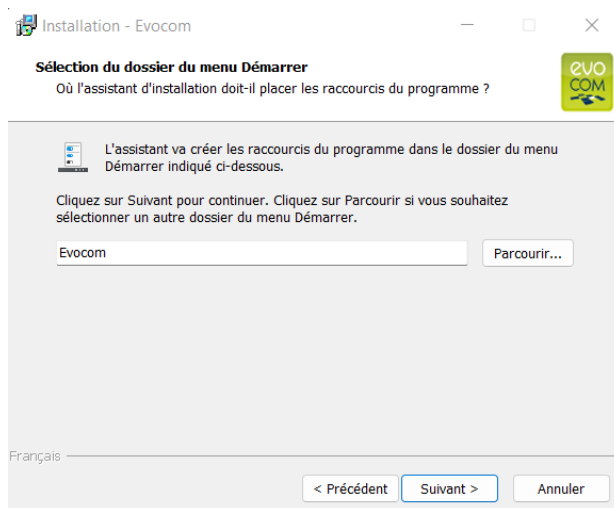 Installation - Evocom
Sélection du dossier du menu Démarrer
Où l'assistant d'installation doit-il placer les raccourcis du programme ?
evo
COM
L'assistant va créer les raccourcis du programme dans le dossier du menu
Démarrer indiqué ci-dessous.
Cliquez sur Suivant pour continuer. Cliquez sur Parcourir si vous souhaitez
sélectionner un autre dossier du menu Démarrer.
Evocom
Parcourir...
Français
< Précédent
Suivant >
Annuler